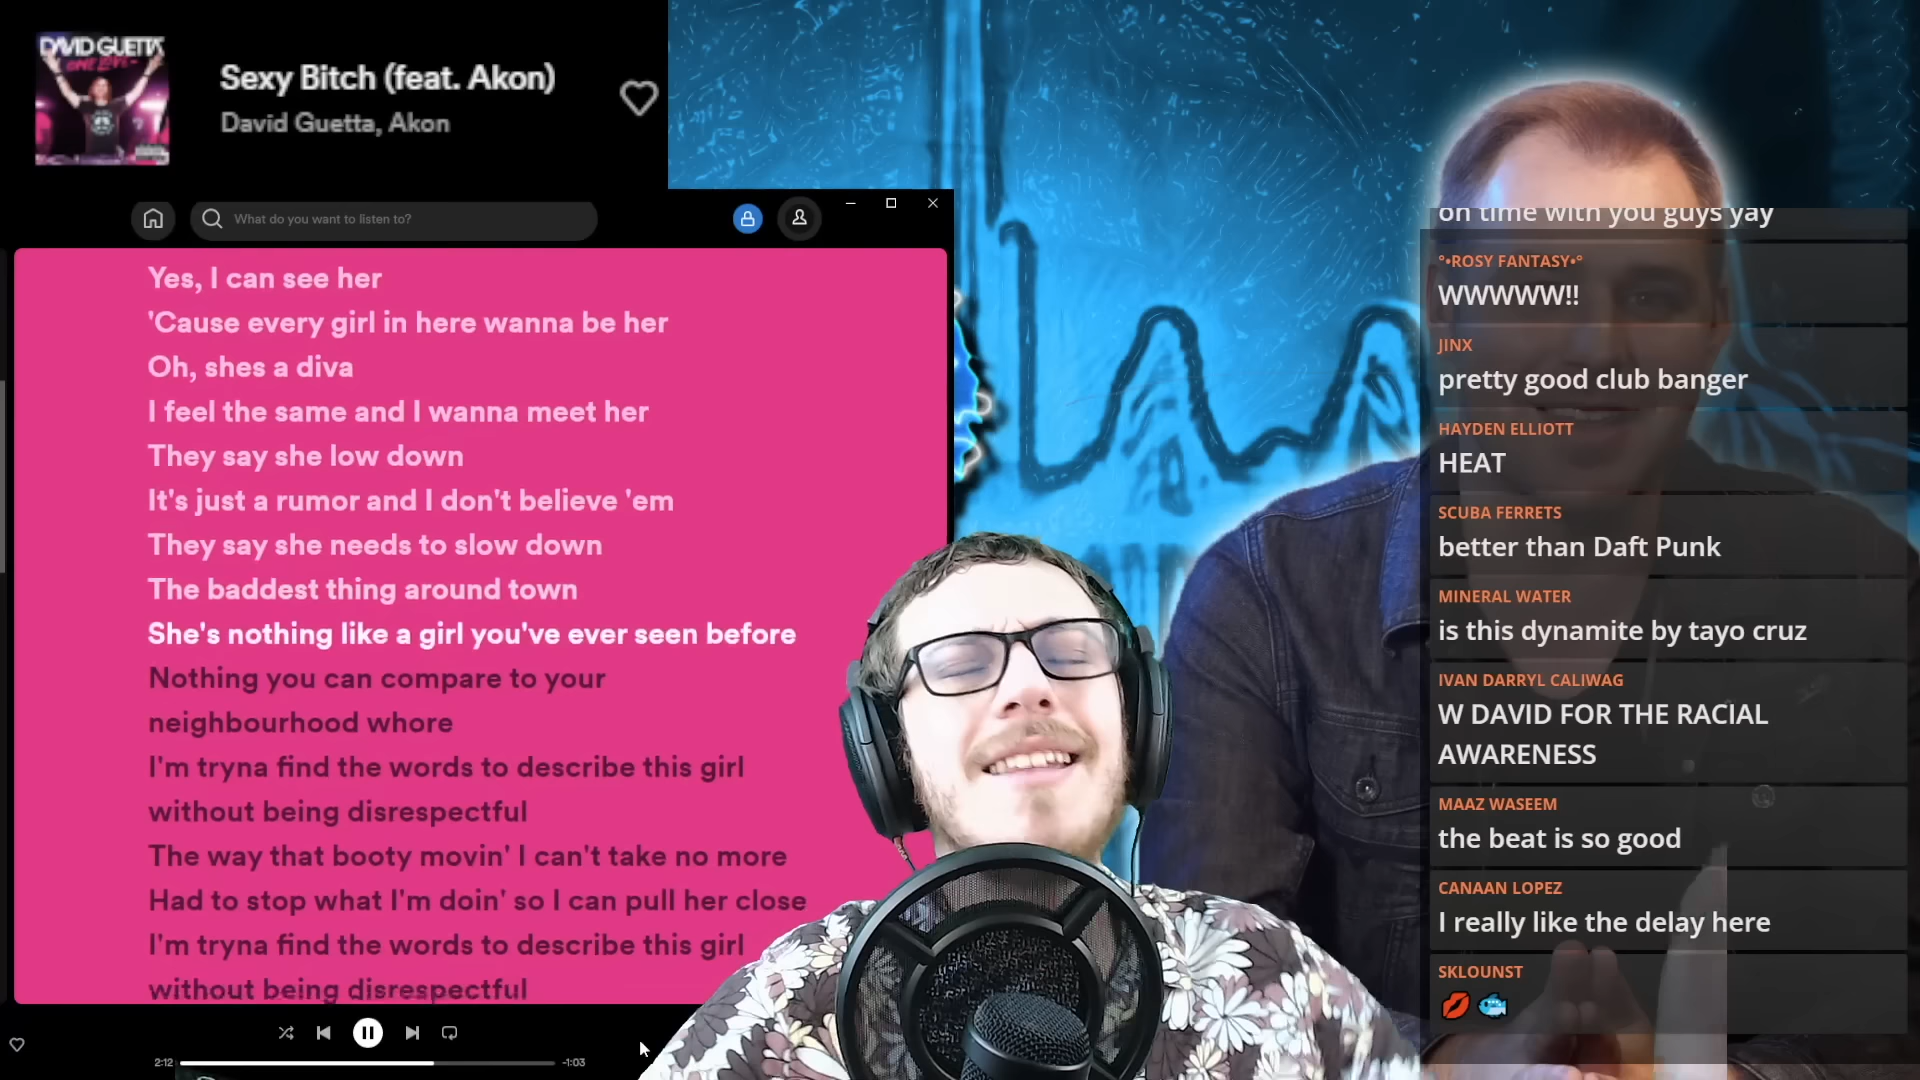 DAVID GUETTA
ONE LOVE
Sexy Bitch (feat. Akon)
David Guetta, Akon
What do you want to listen to?
Yes, I can see her
'Cause every girl in here wanna be her
Oh, shes a diva
I feel the same and I wanna meet her
They say she low down
It's just a rumor and I don't believe 'em
They say she needs to slow down
The baddest thing around town
She's nothing like a girl you've ever seen before
Nothing you can compare to your
neighbourhood whore
I'm tryna find the words to describe this girl
without being disrespectful
The way that booty movin' I can't take no more
Had to stop what I'm doin' so I can pull her close
I'm tryna find the words to describe this girl
without being disrespectful
2:12
-1:03
on time with you guys yay
°•ROSY FANTASY•°
WWWWW!!
JINX
pretty good club banger
HAYDEN ELLIOTT
HEAT
SCUBA FERRETS
better than Daft Punk
MINERAL WATER
is this dynamite by tayo cruz
IVAN DARRYL CALIWAG
W DAVID FOR THE RACIAL
AWARENESS
MAAZ WASEEM
the beat is so good
CANAAN LOPEZ
I really like the delay here
SKLOUNST
💋🐟